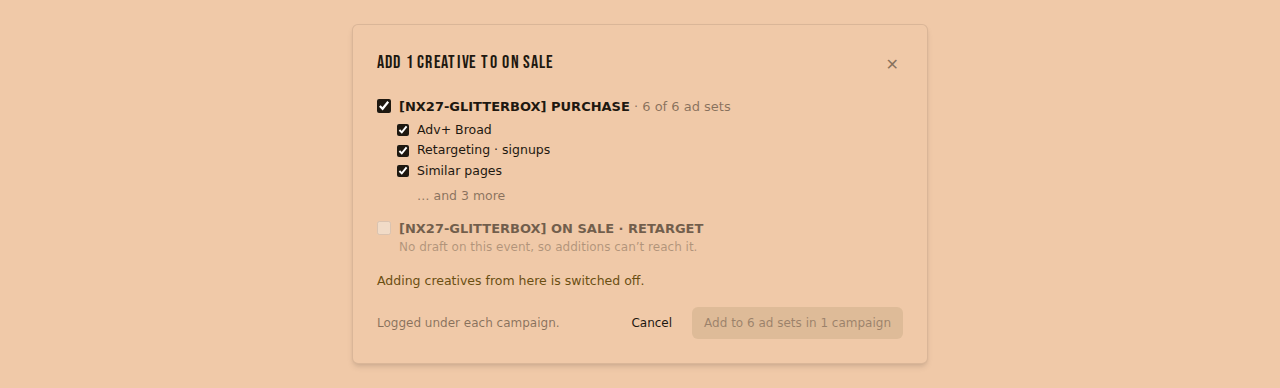 ADD 1 CREATIVE TO ON SALE
×
[NX27-GLITTERBOX] PURCHASE · 6 of 6 ad sets
Adv+ Broad
Retargeting · signups
Similar pages
… and 3 more
[NX27-GLITTERBOX] ON SALE · RETARGET
No draft on this event, so additions can't reach it.
Adding creatives from here is switched off.
Logged under each campaign.
Cancel
Add to 6 ad sets in 1 campaign